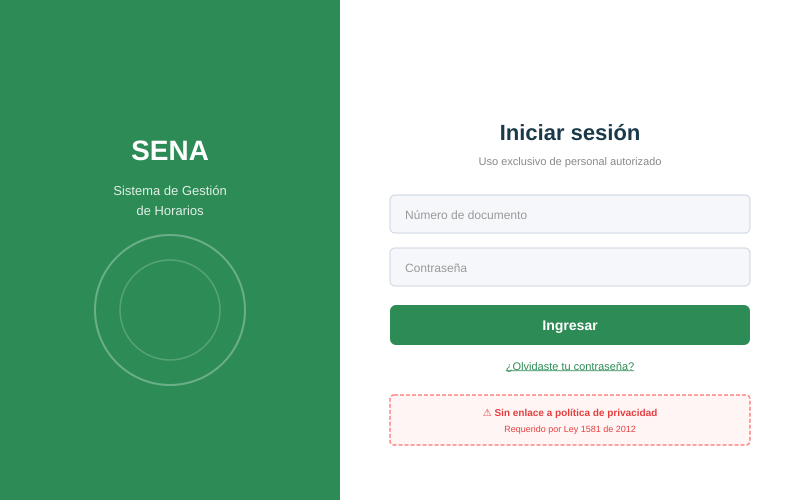 SENA
Sistema de Gestión
de Horarios
Iniciar sesión
Uso exclusivo de personal autorizado
Número de documento
Contraseña
Ingresar
¿Olvidaste tu contraseña?
⚠ Sin enlace a política de privacidad
Requerido por Ley 1581 de 2012